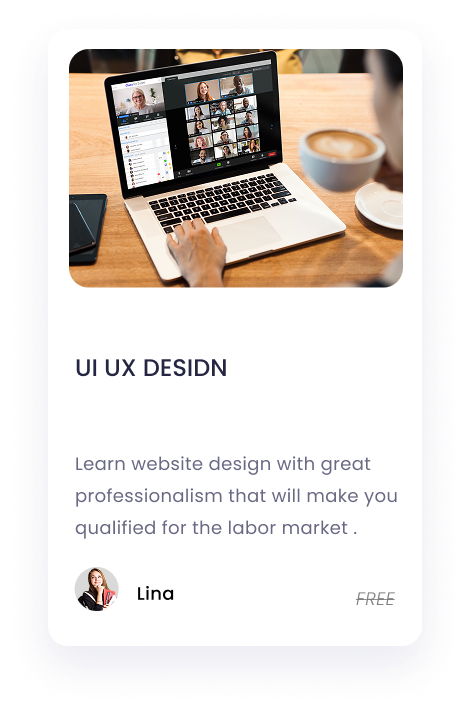 UI UX DESIDN
Learn website design with great
professionalism that will make you
qualified for the labor market .
Lina
FREE